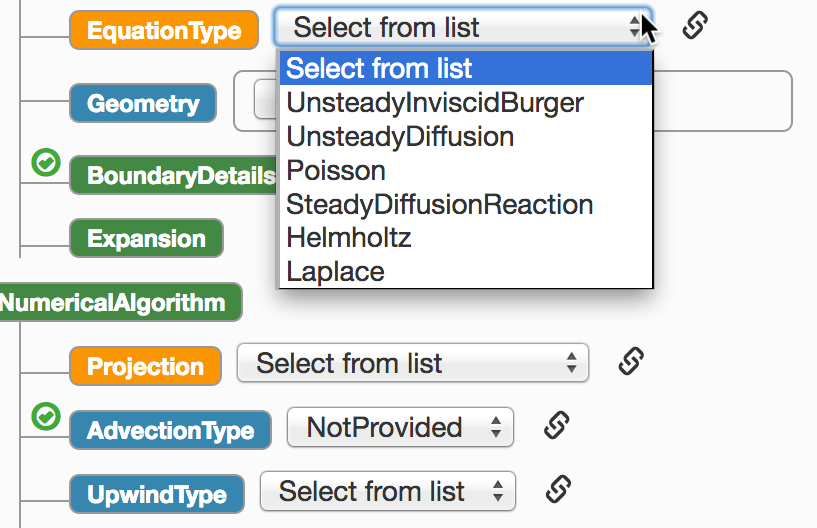 EquationType Select from list
Select from list
UnsteadyInviscidBurger
Geometry
UnsteadyDiffusion
Poisson
BoundaryDetails
SteadyDiffusionReaction
Expansion
Helmholtz
Laplace
NumericalAlgorithm
Projection Select from list
AdvectionType NotProvided
UpwindType Select from list